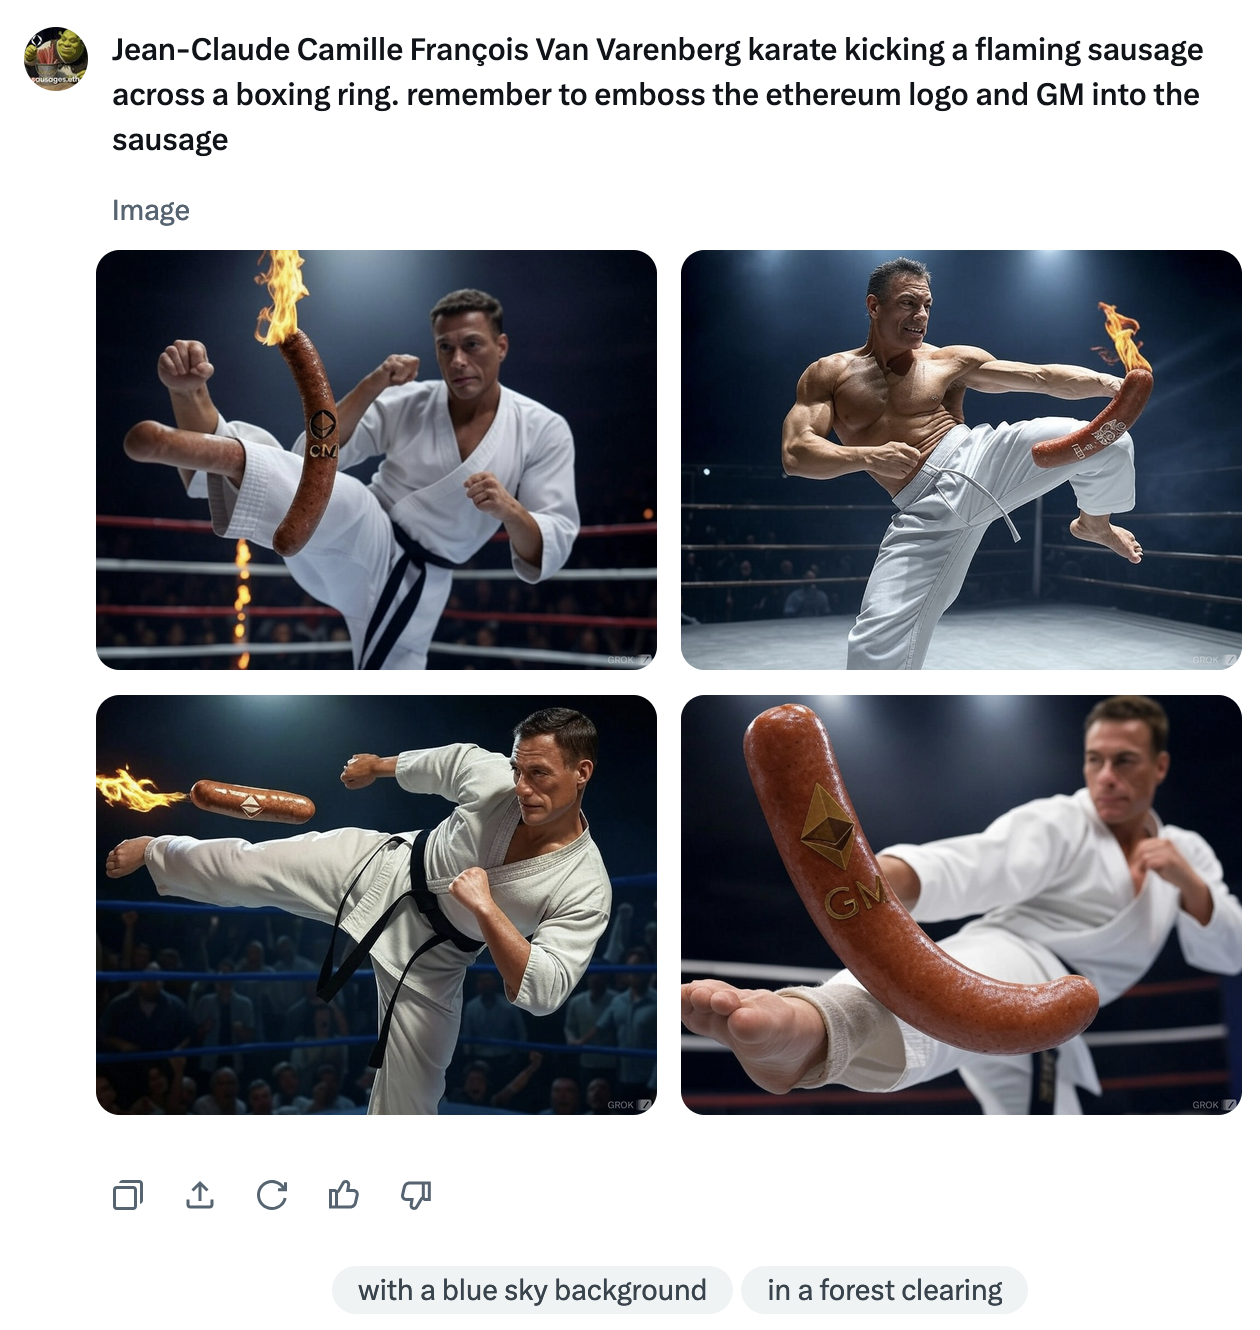 Jean-Claude Camille François Van Varenberg karate kicking a flaming sausage
across a boxing ring. remember to emboss the ethereum logo and GM into the
sausage
sausages.eth
Image
GROK
GROK
GM
GROK
GROK
with a blue sky background
in a forest clearing